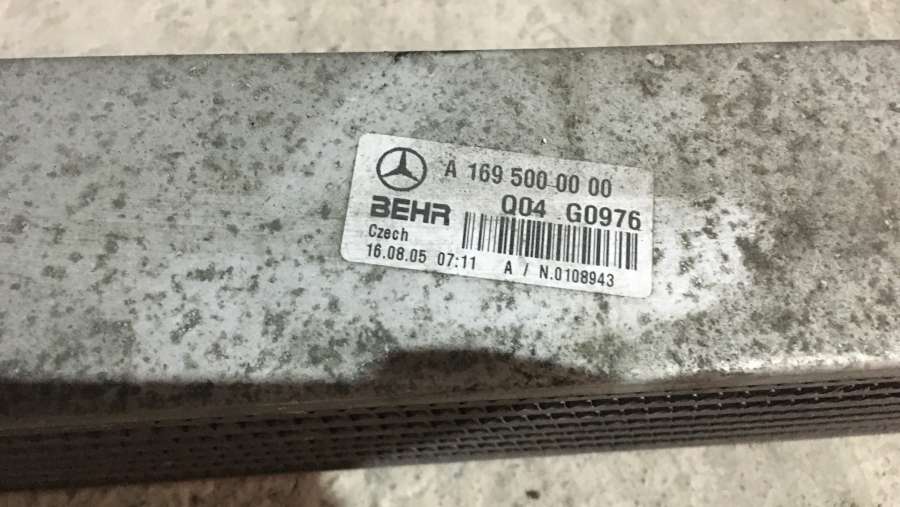 A 169 500 00 00
Q04 G0976
BEHR
Czech
16.08.05 07:11 A / N.0108943